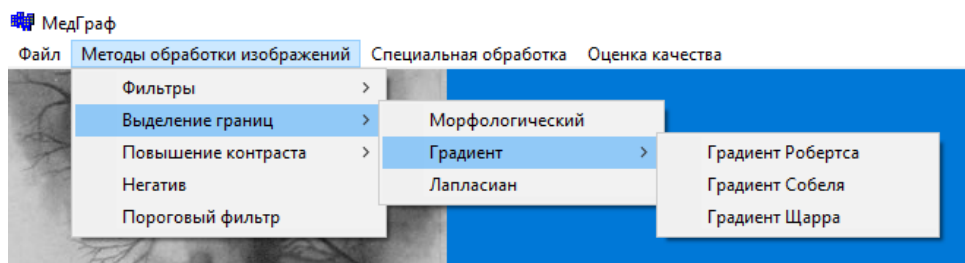 МедГраф
Файл Методы обработки изображений Специальная обработка Оценка качества
Фильтры
Выделение границ
Повышение контраста
Негатив
Пороговый фильтр
Морфологический
Градиент
Лапласиан
Градиент Робертса
Градиент Собеля
Градиент Щарра